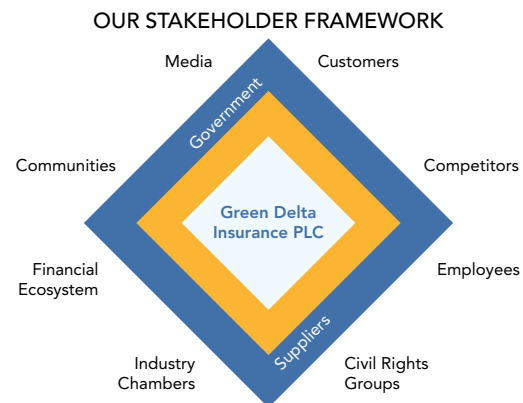 OUR STAKEHOLDER FRAMEWORK
Media
Customers
Government
Communities
Competitors
Green Delta
Insurance PLC
Financial
Ecosystem
Employees
Suppliers
Industry
Chambers
Civil Rights
Groups